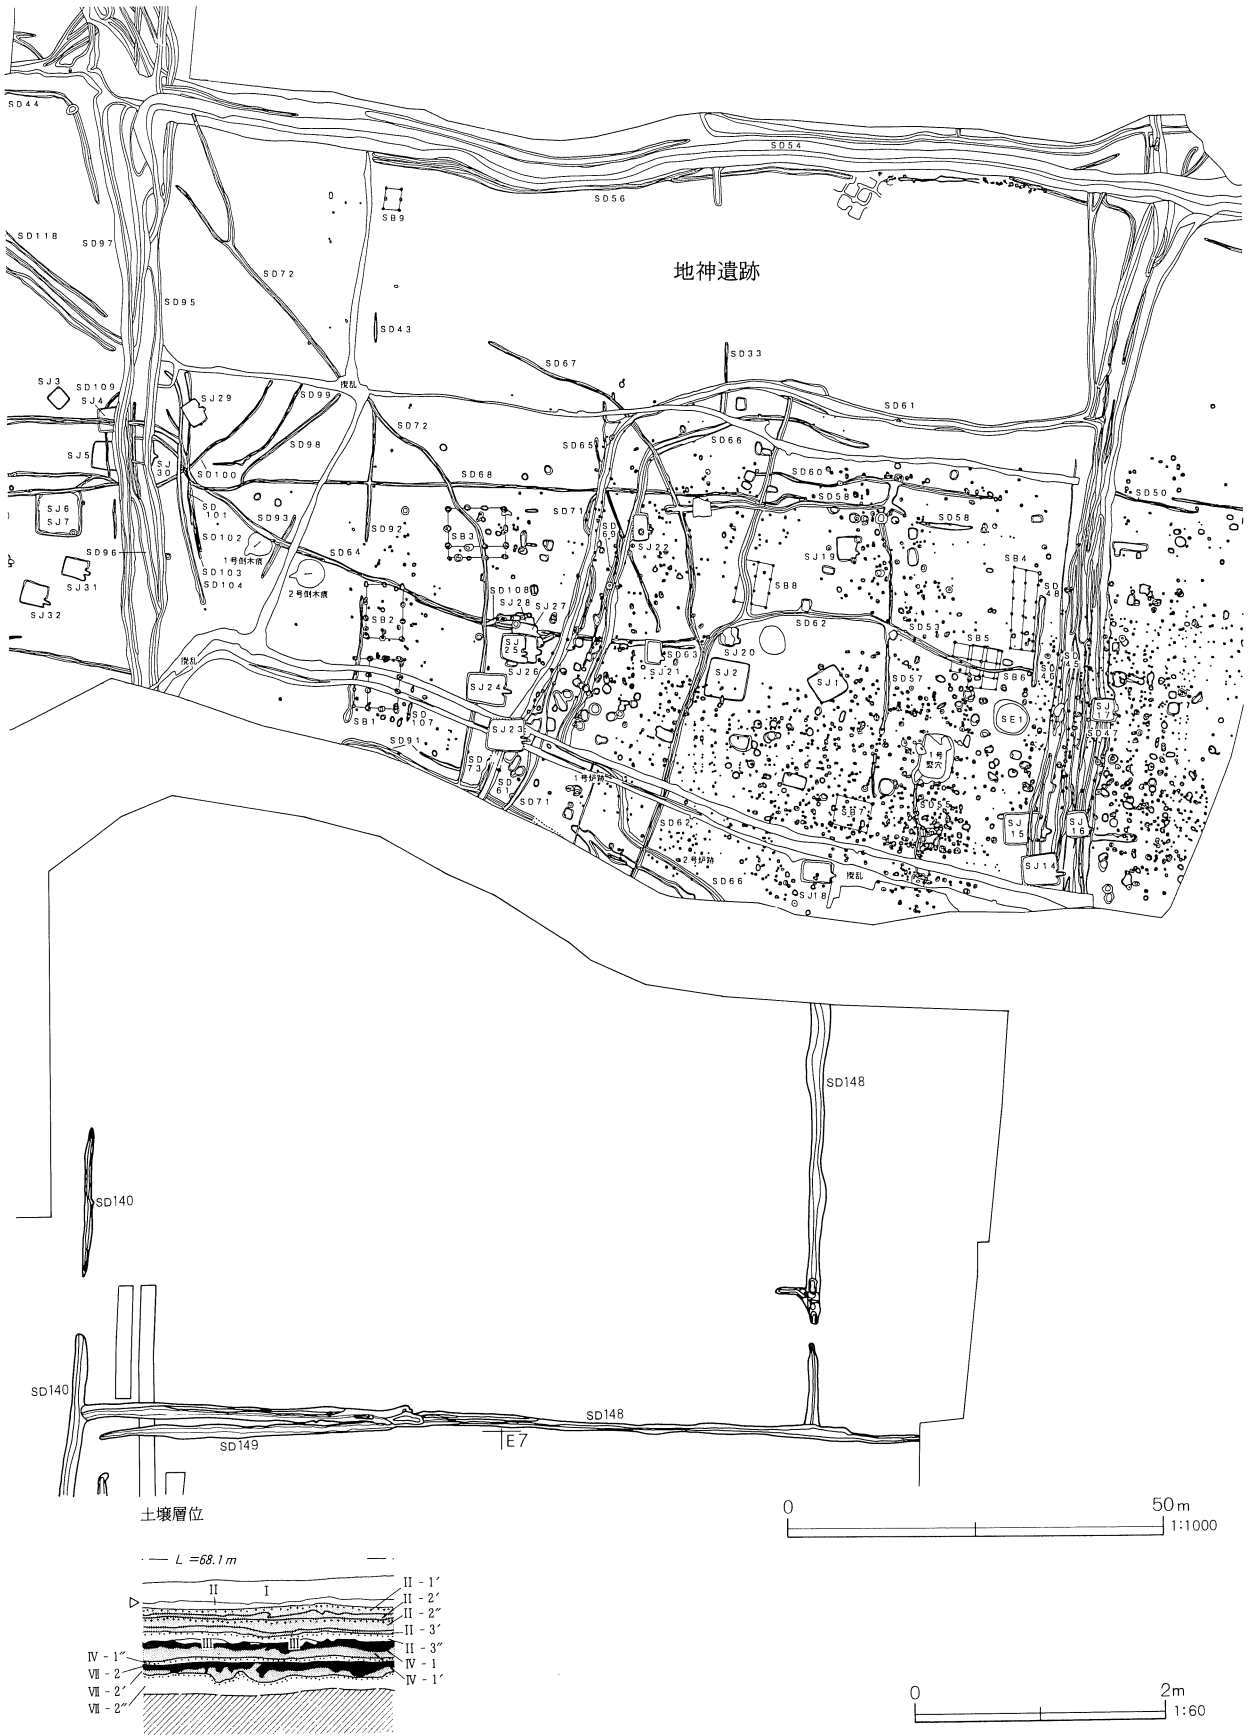 SD44
SD54
SD56
SB9
SD118
SD97
SD72
地神遺跡
SD95
SD43
SD67
SD33
SJ3
SD109
SJ4
SJ29
SD99
攪乱
SD61
SD72
SD98
SD65
SD66
SJ5
SJ30
SD100
SD68
SD60
SD58
SD50
SJ6
SJ7
SD101
SD93
SD92
SB3
SD71
SD69
SJ22
SD58
SD102
SD96
1号倒木痕
SD64
SJ19
SB4
SD48
SJ31
SD103
SD104
2号倒木痕
SB8
SJ32
SD108
SJ28
SJ27
SB2
SD62
SD53
SB5
SD45
SJ25
SJ20
SD63
攪乱
SJ26
SJ21
SJ2
SJ1
SD57
SB6
SD46
SJ24
SE1
SJ17
SD47
SB1
SD107
SJ23
SD91
1号竪穴
SD73
SD61
SD71
1号炉跡
SB7
SD55
SD62
SJ15
SJ16
2号炉跡
SD66
SJ18
攪乱
SJ14
SD148
SD140
SD140
SD148
SD149
E7
土壌層位
0 50m
1:1000
L=68.1m
II I
II-1′
II-2′
II-2″
II-3′
III III
II-3″
IV-1″
IV-1
VII-2
IV-1′
VII-2′
VII-2″
0 2m
1:60